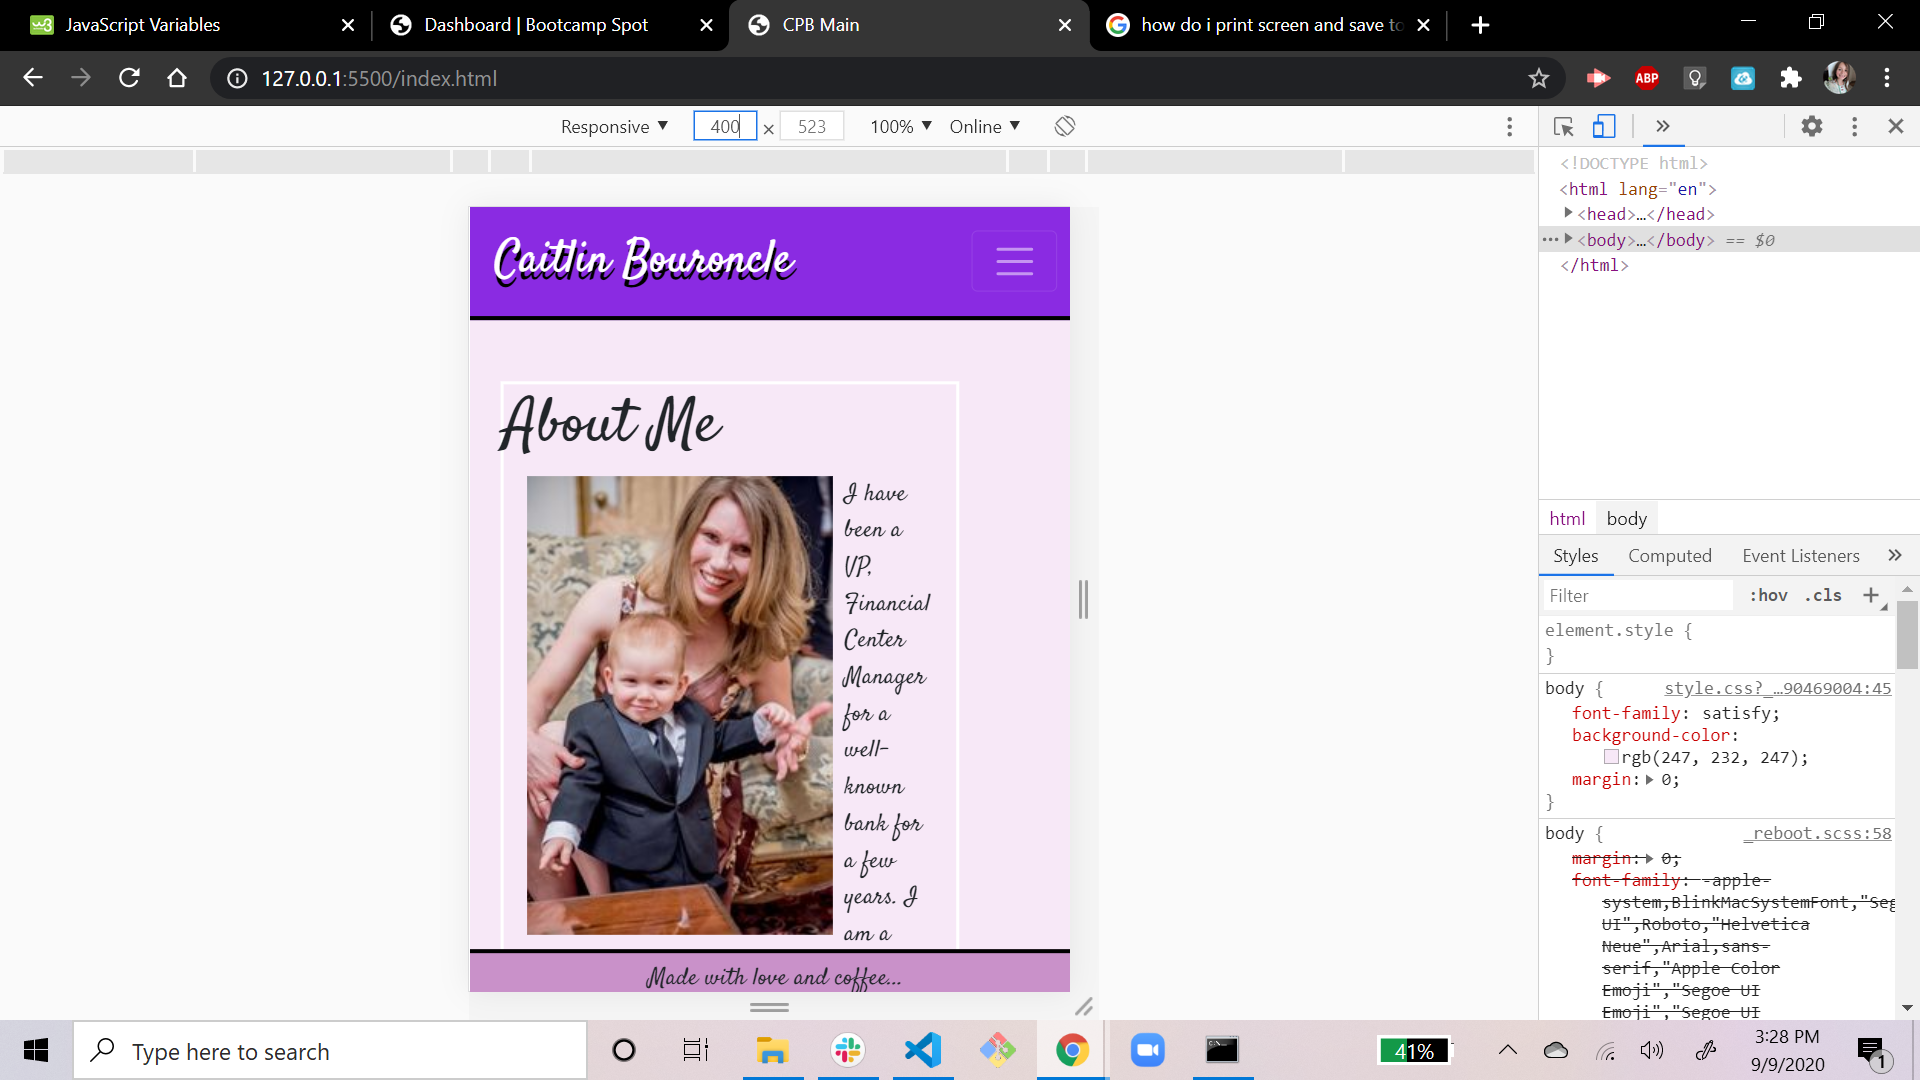 JavaScript Variables
Dashboard | Bootcamp Spot
CPB Main
how do i print screen and save to
127.0.0.1:5500/index.html
ABP
Responsive ▼ 400 × 523 100% ▼ Online ▼
<!DOCTYPE html>
<html lang="en">
<head>…</head>
<body>…</body> == $0
</html>
Caitlin Bouroncle
About Me
I have
been a
VP,
Financial
Center
Manager
for a
well-
known
bank for
a few
years. I
am a
Made with love and coffee...
html body
Styles Computed Event Listeners »
Filter :hov .cls +
element.style {
}
body { style.css?_…90469004:45
font-family: satisfy;
background-color:
rgb(247, 232, 247);
margin: 0;
}
body { _reboot.scss:58
margin: 0;
font-family: -apple-
system,BlinkMacSystemFont,"Seg
UI",Roboto,"Helvetica
Neue",Arial,sans-
serif,"Apple Color
Emoji","Segoe UI
Emoji","Segoe UI
Type here to search
41%
3:28 PM
9/9/2020
1